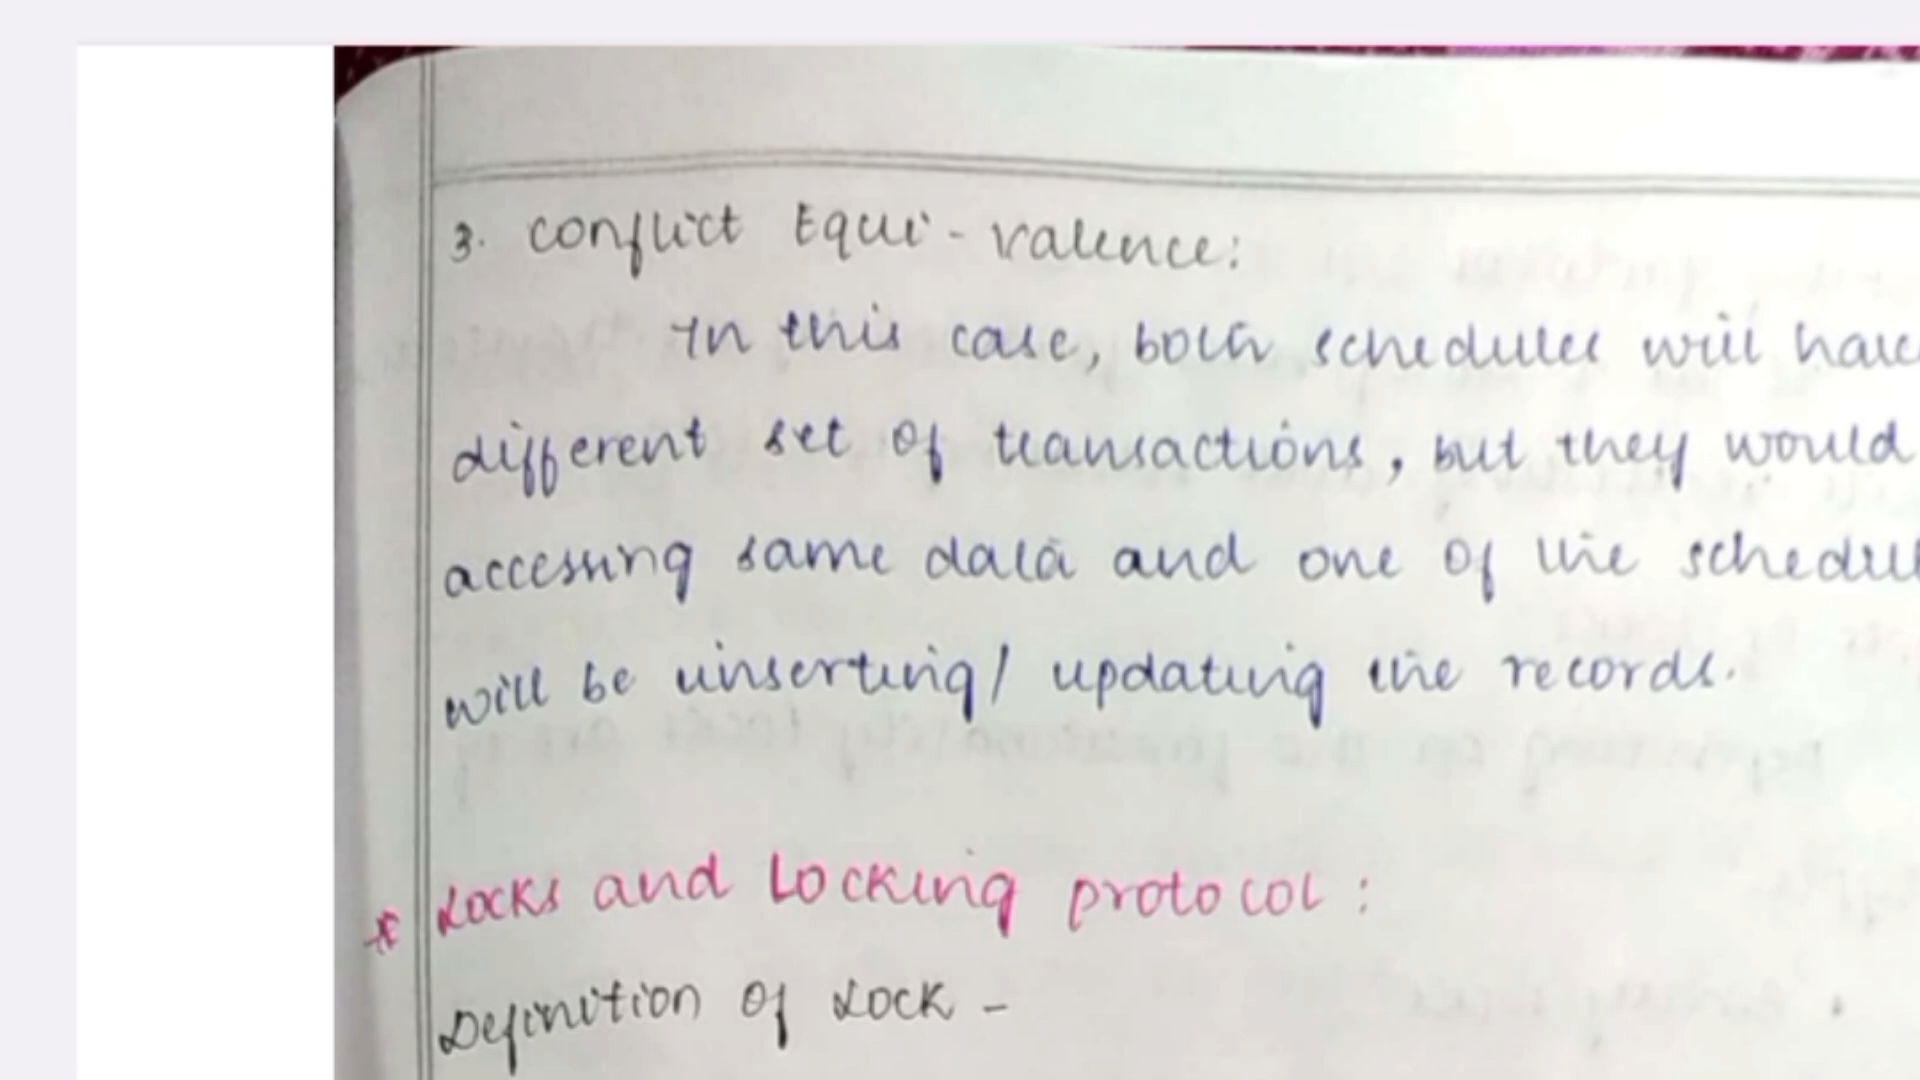 3. Conflict Equi-valence:
In this case, both schedules will have
different set of transactions, but they would
accessing same data and one of the
will be inserting/ updating the records.
* Locks and Locking protocol:
Definition of Lock -